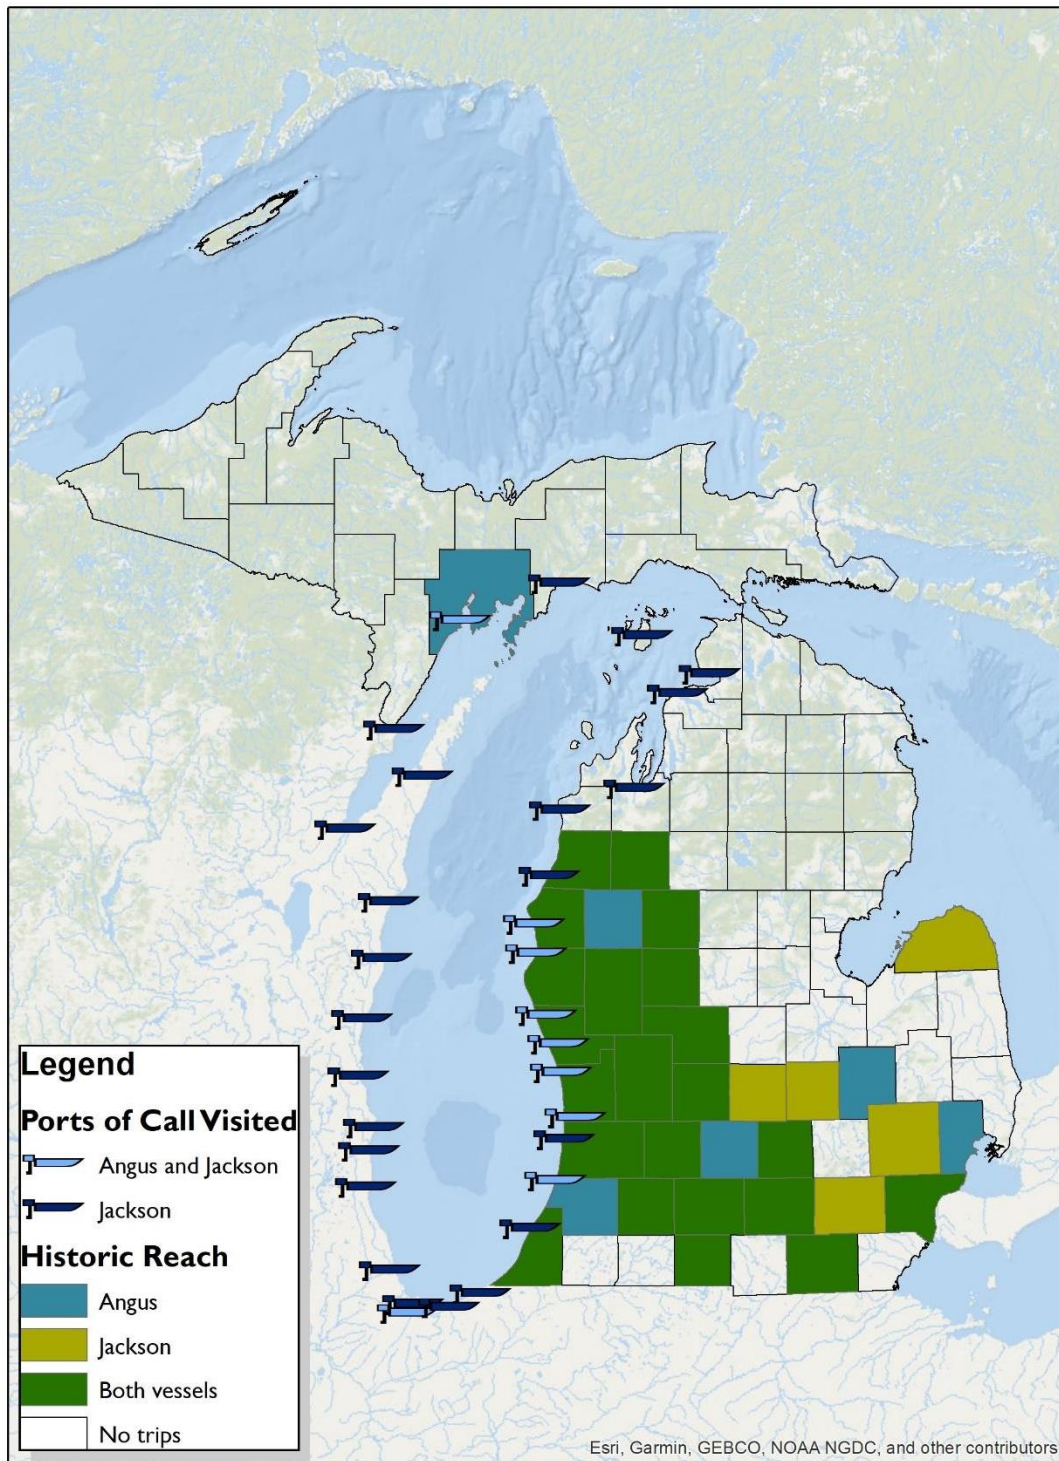 Legend
Ports of Call Visited
Angus and Jackson
Jackson
Historic Reach
Angus
Jackson
Both vessels
No trips
Esri, Garmin, GEBCO, NOAA NGDC, and other contributors